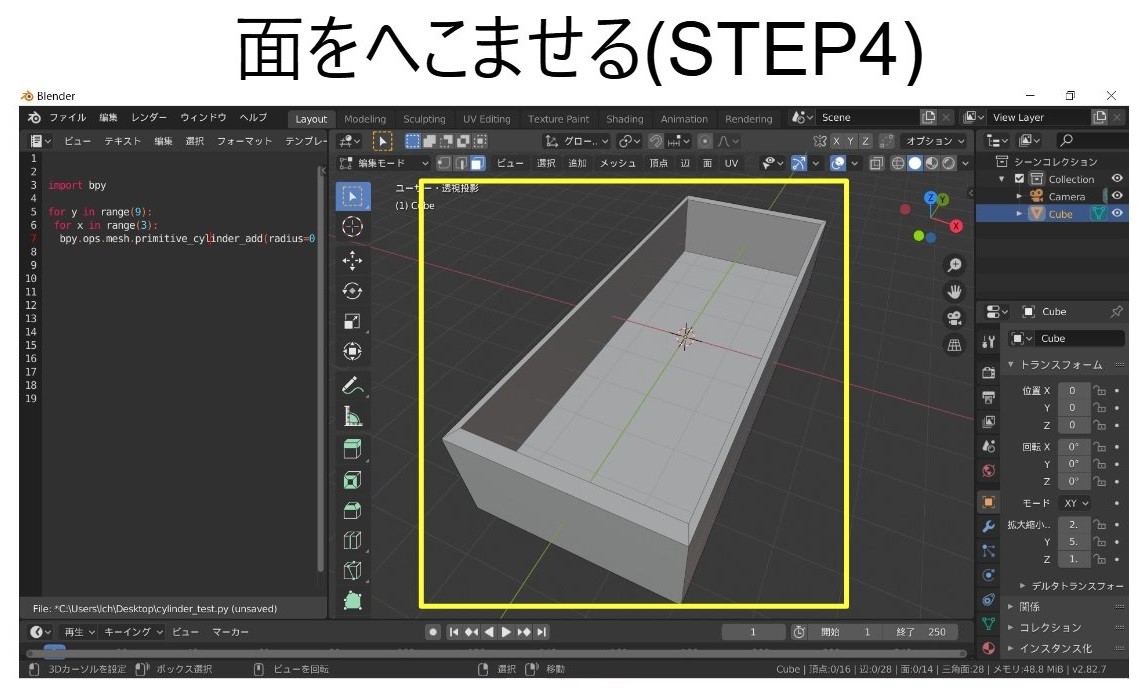 面をへこませる(STEP4)
Blender
ファイル 編集 レンダー ウィンドウ ヘルプ Layout Modeling Sculpting UV Editing Texture Paint Shading Animation Rendering Scene View Layer
ビュー テキスト 編集 選択 フォーマット テンプレー グロー.. X Y Z オプション
編集モード ビュー 選択 追加 メッシュ 頂点 辺 面 UV
1
2
3 import bpy
4
5 for y in range(9):
6 for x in range(3):
7 bpy.ops.mesh.primitive_cylinder_add(radius=0
8
9
10
11
12
13
14
15
16
17
18
19
File: *C:\Users\lch\Desktop\cylinder_test.py (unsaved)
ユーザー・透視投影
(1) Cube
Z
Y
X
シーンコレクション
Collection
Camera
Cube
Cube
Cube
トランスフォーム
位置 X 0
Y 0
Z 0
回転 X 0°
Y 0°
Z 0°
モード XY
拡大縮小.. 2.
Y 5.
Z 1.
デルタトランスフォー
関係
コレクション
インスタンス化
再生 キーイング ビュー マーカー 1 開始 1 終了 250
3Dカーソルを設定 ボックス選択 ビューを回転 選択 移動 Cube | 頂点:0/16 | 辺:0/28 | 面:0/14 | 三角面:28 | メモリ:48.8 MiB | v2.82.7